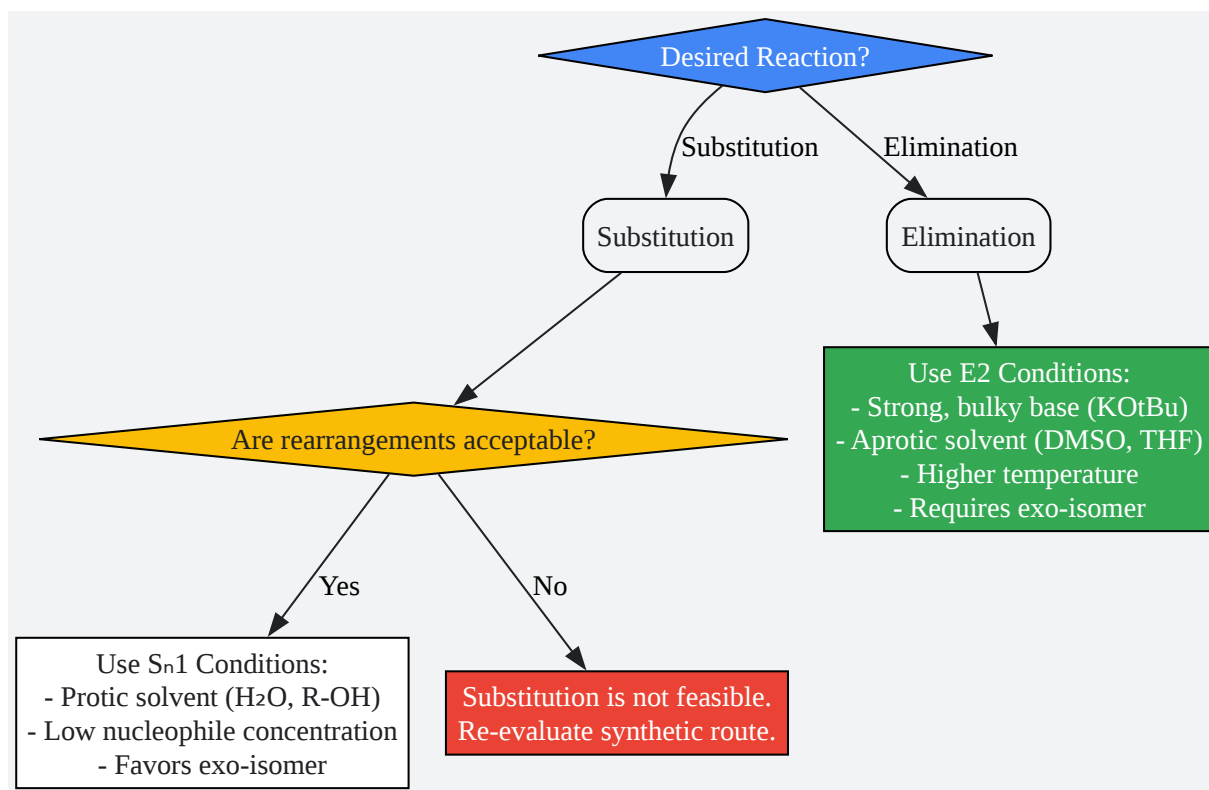 Desired Reaction?
Substitution
Elimination
Substitution
Elimination
Use E2 Conditions:
- Strong, bulky base (KOtBu)
- Aprotic solvent (DMSO, THF)
- Higher temperature
- Requires exo-isomer
Are rearrangements acceptable?
Yes
No
Use Sₙ1 Conditions:
- Protic solvent (H₂O, R-OH)
- Low nucleophile concentration
- Favors exo-isomer
Substitution is not feasible.
Re-evaluate synthetic route.